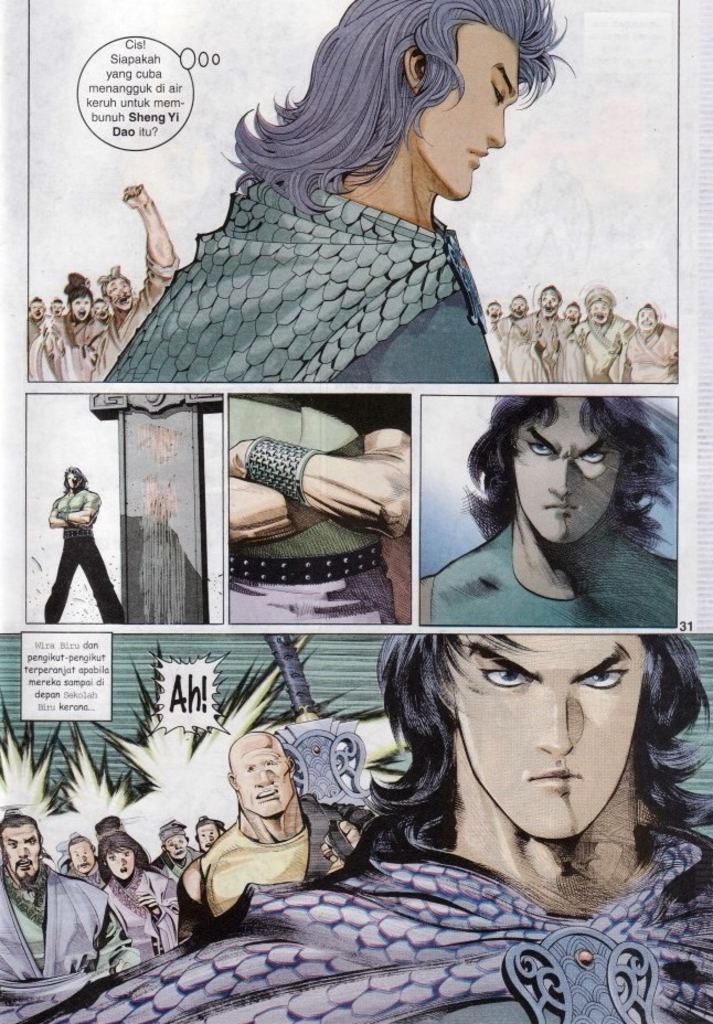 Cis!
Siapakah
yang cuba
menangguk di air
keruh untuk mem-
bunuh Sheng Yi
Dao itu?
31
Wira Biru dan
pengikut-pengikut
terperanjat apabila
mereka sampai di
depan Sekolah
Biru kerana...
Ah!